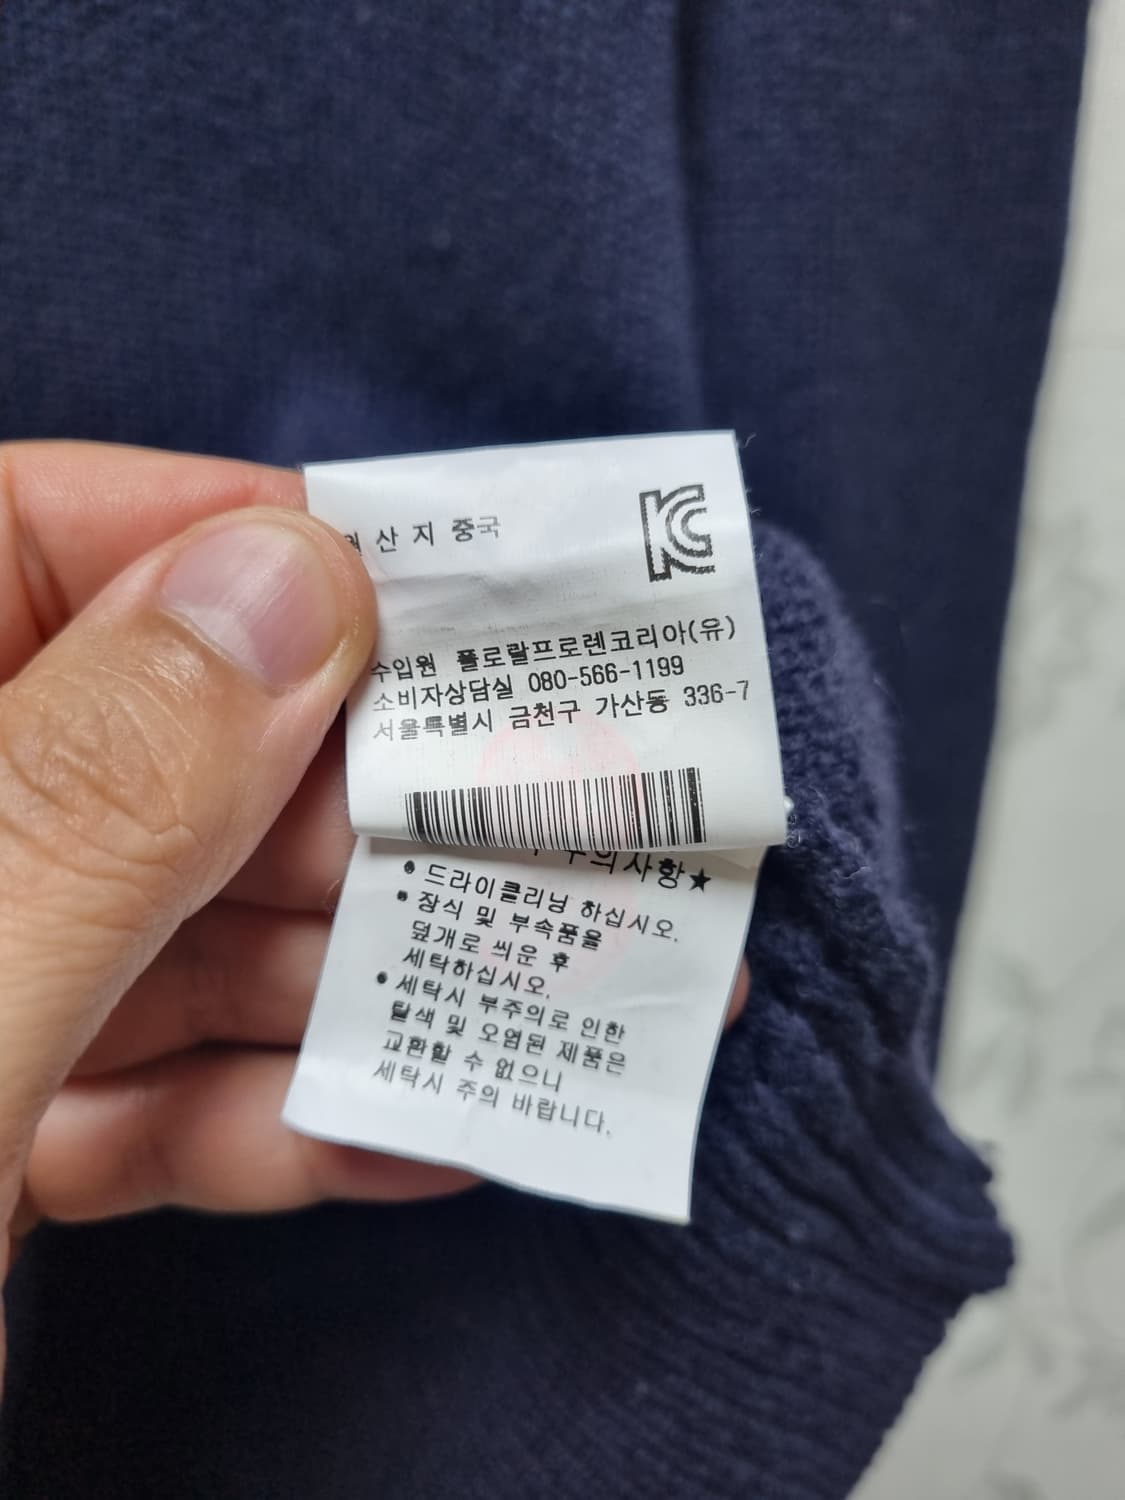 원 산 지 중국
KC
수입원 플로랄프로렌코리아(유)
소비자상담실 080-566-1199
서울특별시 금천구 가산동 336-7
주의사항★
• 드라이클리닝 하십시오.
• 장식 및 부속품을
덮개로 씌운 후
세탁하십시오.
• 세탁시 부주의로 인한
탈색 및 오염된 제품은
교환할 수 없으니
세탁시 주의 바랍니다.